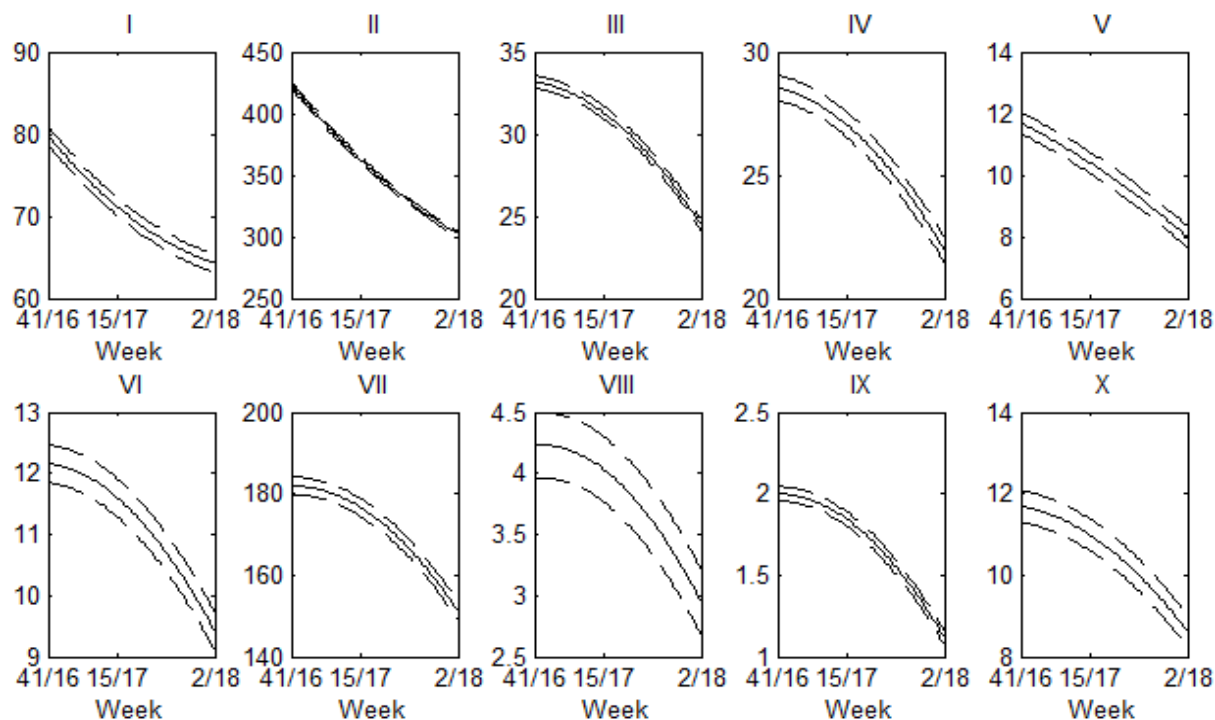 I II III IV V
90 450 35 30 14
80 400 30 25 12
70 350 25 20 10
60 300 20 8
250 6
41/16 15/17 2/18 41/16 15/17 2/18 41/16 15/17 2/18 41/16 15/17 2/18 41/16 15/17 2/18
Week Week Week Week Week
VI VII VIII IX X
13 200 4.5 2.5 14
12 180 4 2 12
11 160 3.5 1.5 10
10 140 3 1 8
9 2.5
41/16 15/17 2/18 41/16 15/17 2/18 41/16 15/17 2/18 41/16 15/17 2/18 41/16 15/17 2/18
Week Week Week Week Week